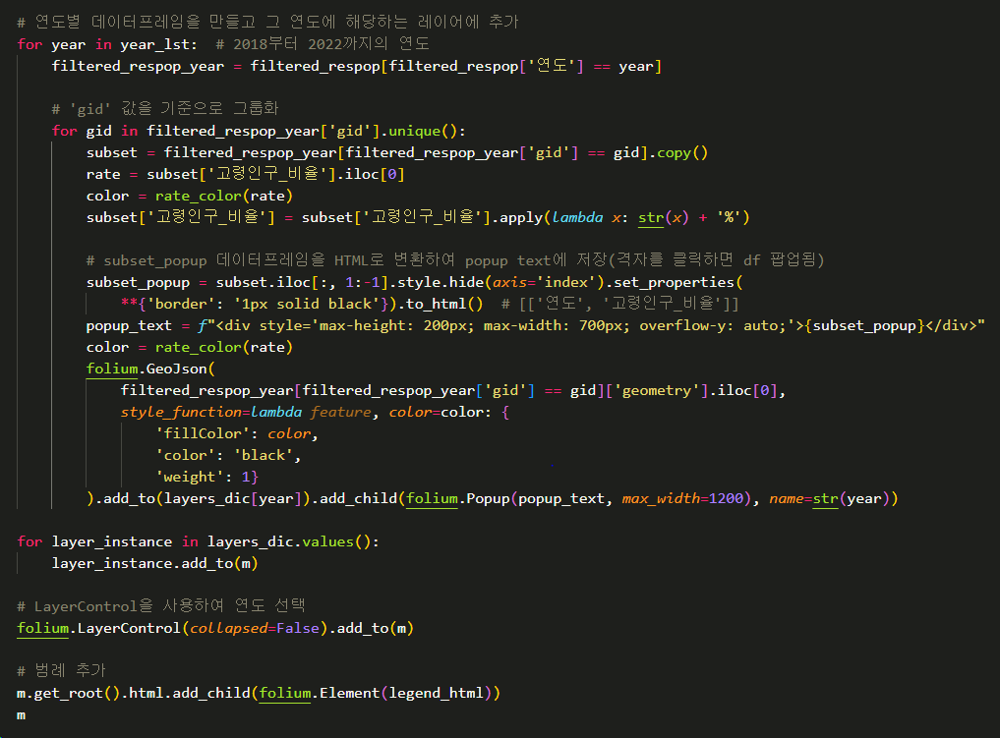 # 연도별 데이터프레임을 만들고 그 연도에 해당하는 레이어에 추가
for year in year_lst:  # 2018부터 2022까지의 연도
    filtered_respop_year = filtered_respop[filtered_respop['연도'] == year]

    # 'gid' 값을 기준으로 그룹화
    for gid in filtered_respop_year['gid'].unique():
        subset = filtered_respop_year[filtered_respop_year['gid'] == gid].copy()
        rate = subset['고령인구_비율'].iloc[0]
        color = rate_color(rate)
        subset['고령인구_비율'] = subset['고령인구_비율'].apply(lambda x: str(x) + '%')

        # subset_popup 데이터프레임을 HTML로 변환하여 popup text에 저장(격자를 클릭하면 df 팝업됨)
        subset_popup = subset.iloc[:, 1:-1].style.hide(axis='index').set_properties(
            **{'border': '1px solid black'}).to_html()  # [['연도', '고령인구_비율']]
        popup_text = f"<div style='max-height: 200px; max-width: 700px; overflow-y: auto;'>{subset_popup}</div>"
        color = rate_color(rate)
        folium.GeoJson(
            filtered_respop_year[filtered_respop_year['gid'] == gid]['geometry'].iloc[0],
            style_function=lambda feature, color=color: {
                'fillColor': color,
                'color': 'black',
                'weight': 1}
        ).add_to(layers_dic[year]).add_child(folium.Popup(popup_text, max_width=1200), name=str(year))

for layer_instance in layers_dic.values():
    layer_instance.add_to(m)

# LayerControl을 사용하여 연도 선택
folium.LayerControl(collapsed=False).add_to(m)

# 범례 추가
m.get_root().html.add_child(folium.Element(legend_html))
m